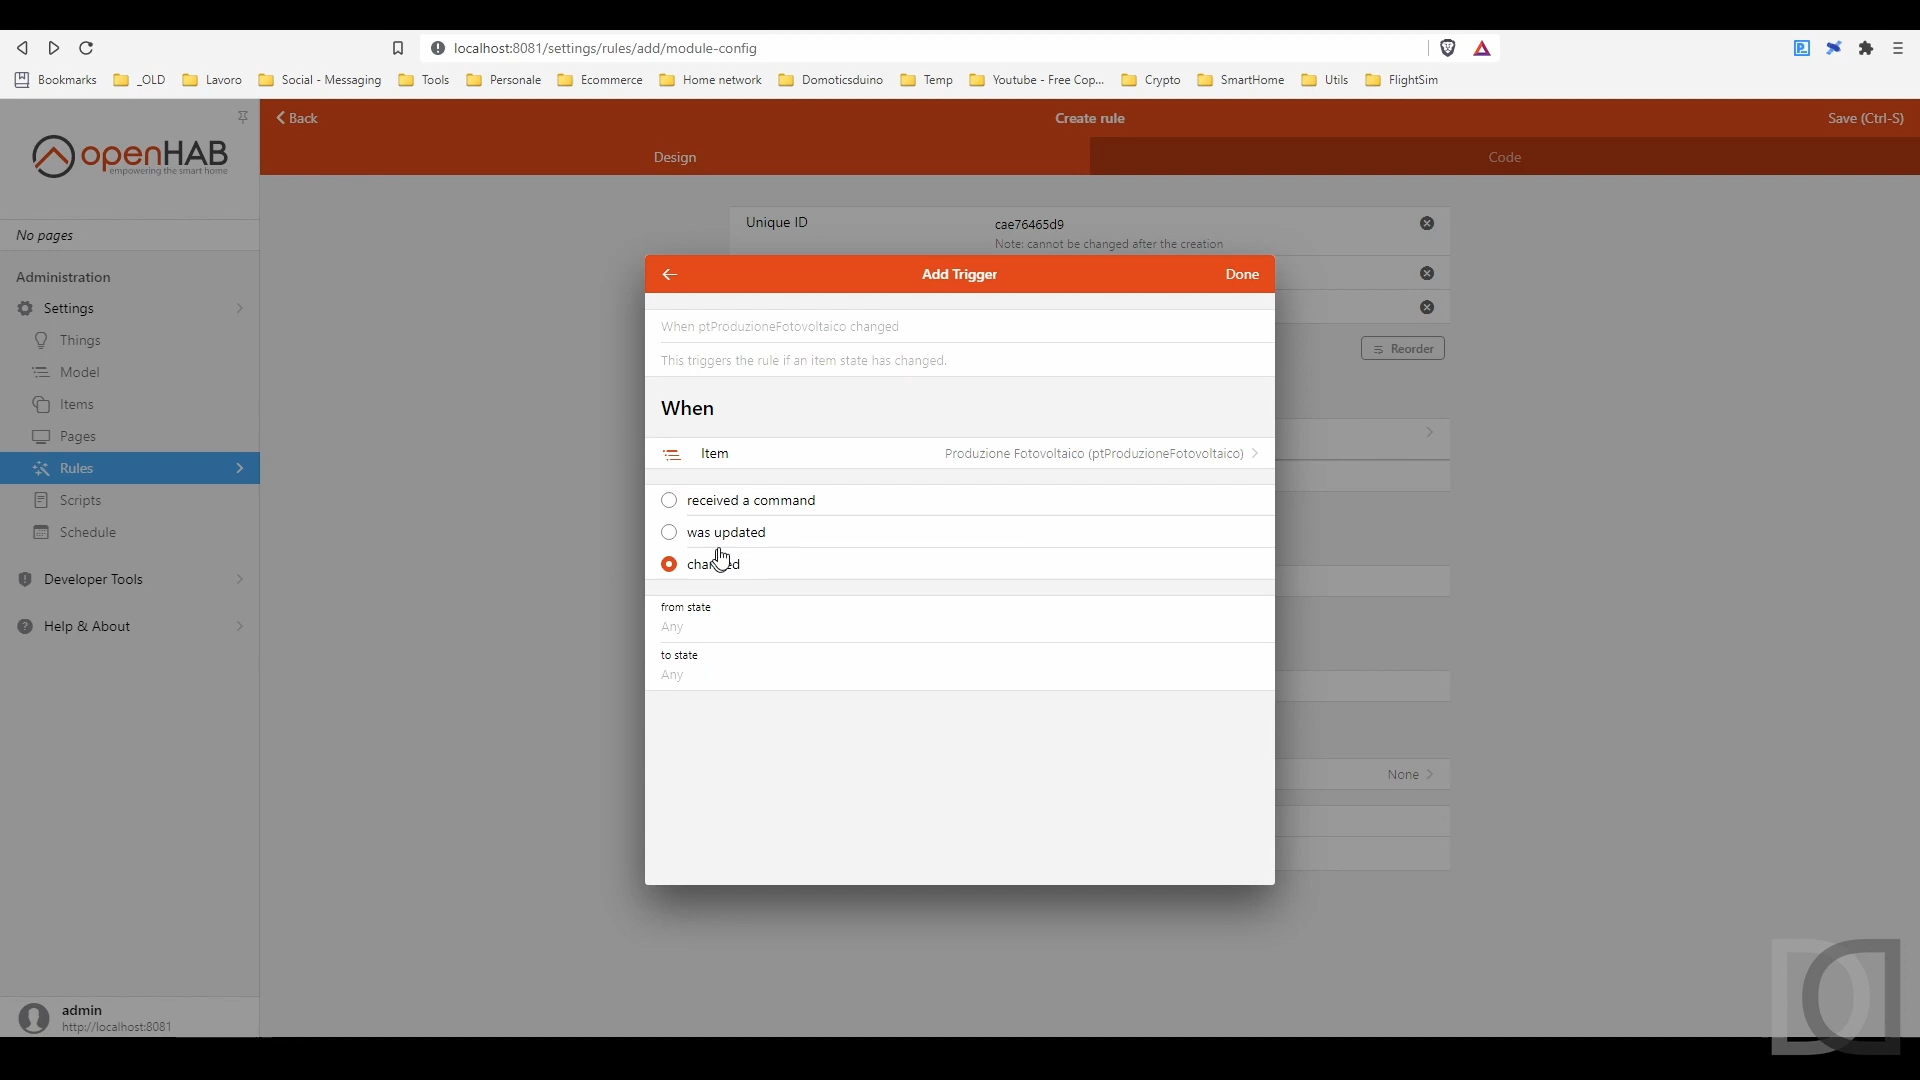 localhost:8081/settings/rules/add/module-config
Bookmarks _OLD Lavoro Social - Messaging Tools Personale Ecommerce Home network Domoticsduino Temp Youtube - Free Cop... Crypto SmartHome Utils FlightSim
openHAB
empowering the smart home
No pages
Administration
Settings
Things
Model
Items
Pages
Rules
Scripts
Schedule
Developer Tools
Help & About
admin
http://localhost:8081
Back Create rule Save (Ctrl-S)
Design Code
Unique ID cae76465d9
Note: cannot be changed after the creation
Reorder
None
Add Trigger Done
When ptProduzioneFotovoltaico changed
This triggers the rule if an item state has changed.
When
Item Produzione Fotovoltaico (ptProduzioneFotovoltaico)
received a command
was updated
changed
from state
Any
to state
Any